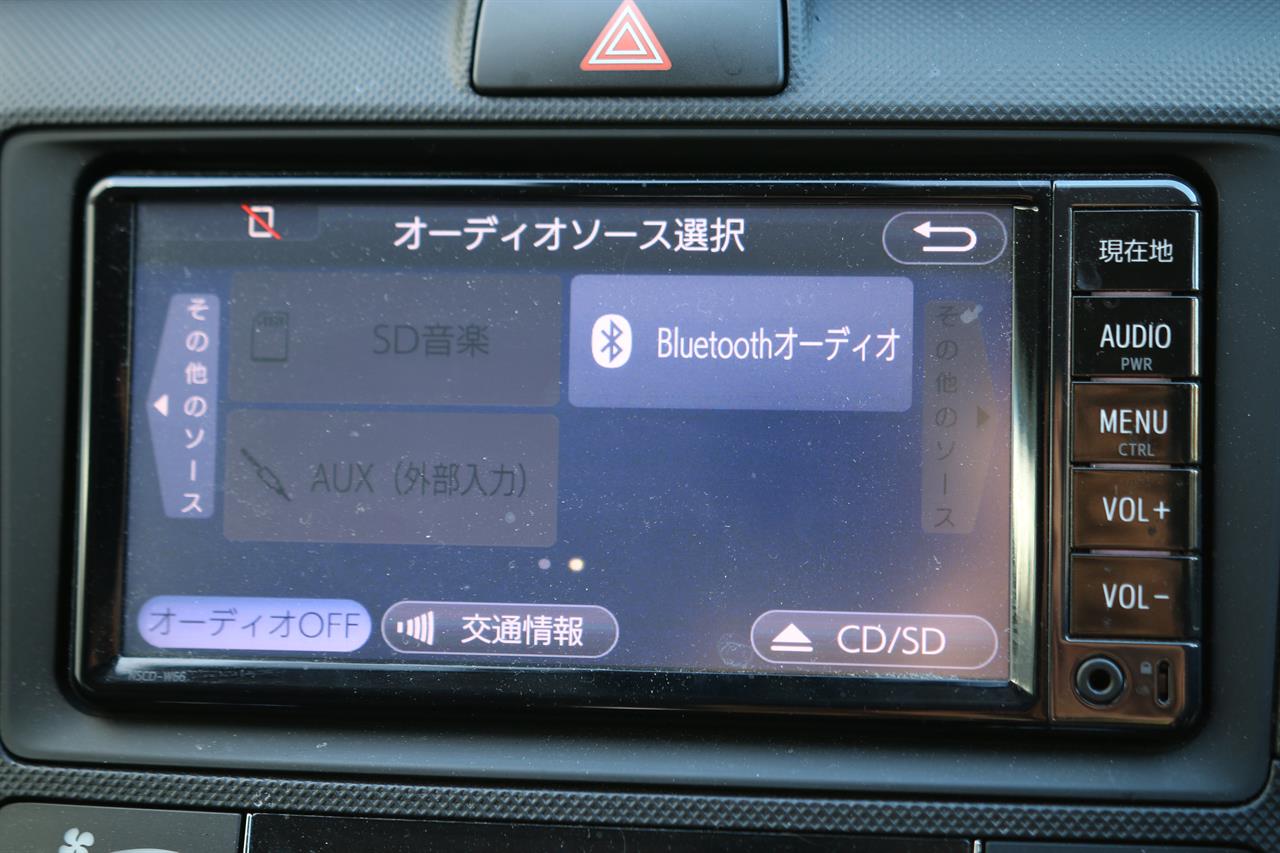 オーディオソース選択
その他のソース
SD音楽
Bluetoothオーディオ
その他のソース
AUX（外部入力）
オーディオOFF
交通情報
CD/SD
NSCD-W66
現在地
AUDIO
PWR
MENU
CTRL
VOL+
VOL-